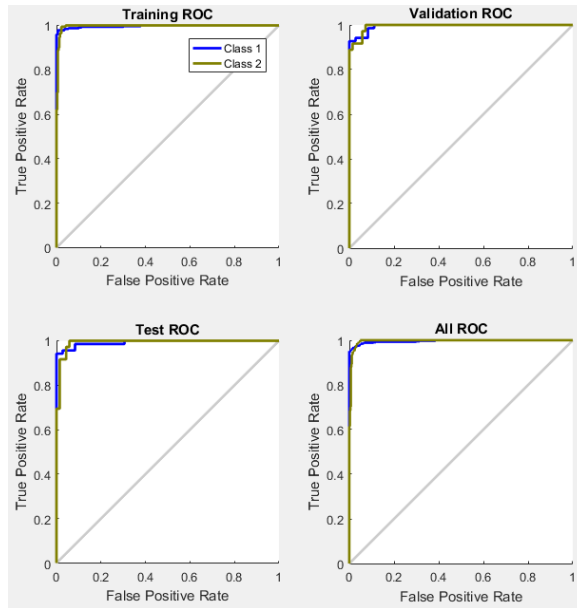 Training ROC
1
0.8
0.6
0.4
0.2
0
True Positive Rate
Class 1
Class 2
0 0.2 0.4 0.6 0.8 1
False Positive Rate
Validation ROC
1
0.8
0.6
0.4
0.2
0
True Positive Rate
0 0.2 0.4 0.6 0.8 1
False Positive Rate
Test ROC
1
0.8
0.6
0.4
0.2
0
True Positive Rate
0 0.2 0.4 0.6 0.8 1
False Positive Rate
All ROC
1
0.8
0.6
0.4
0.2
0
True Positive Rate
0 0.2 0.4 0.6 0.8 1
False Positive Rate